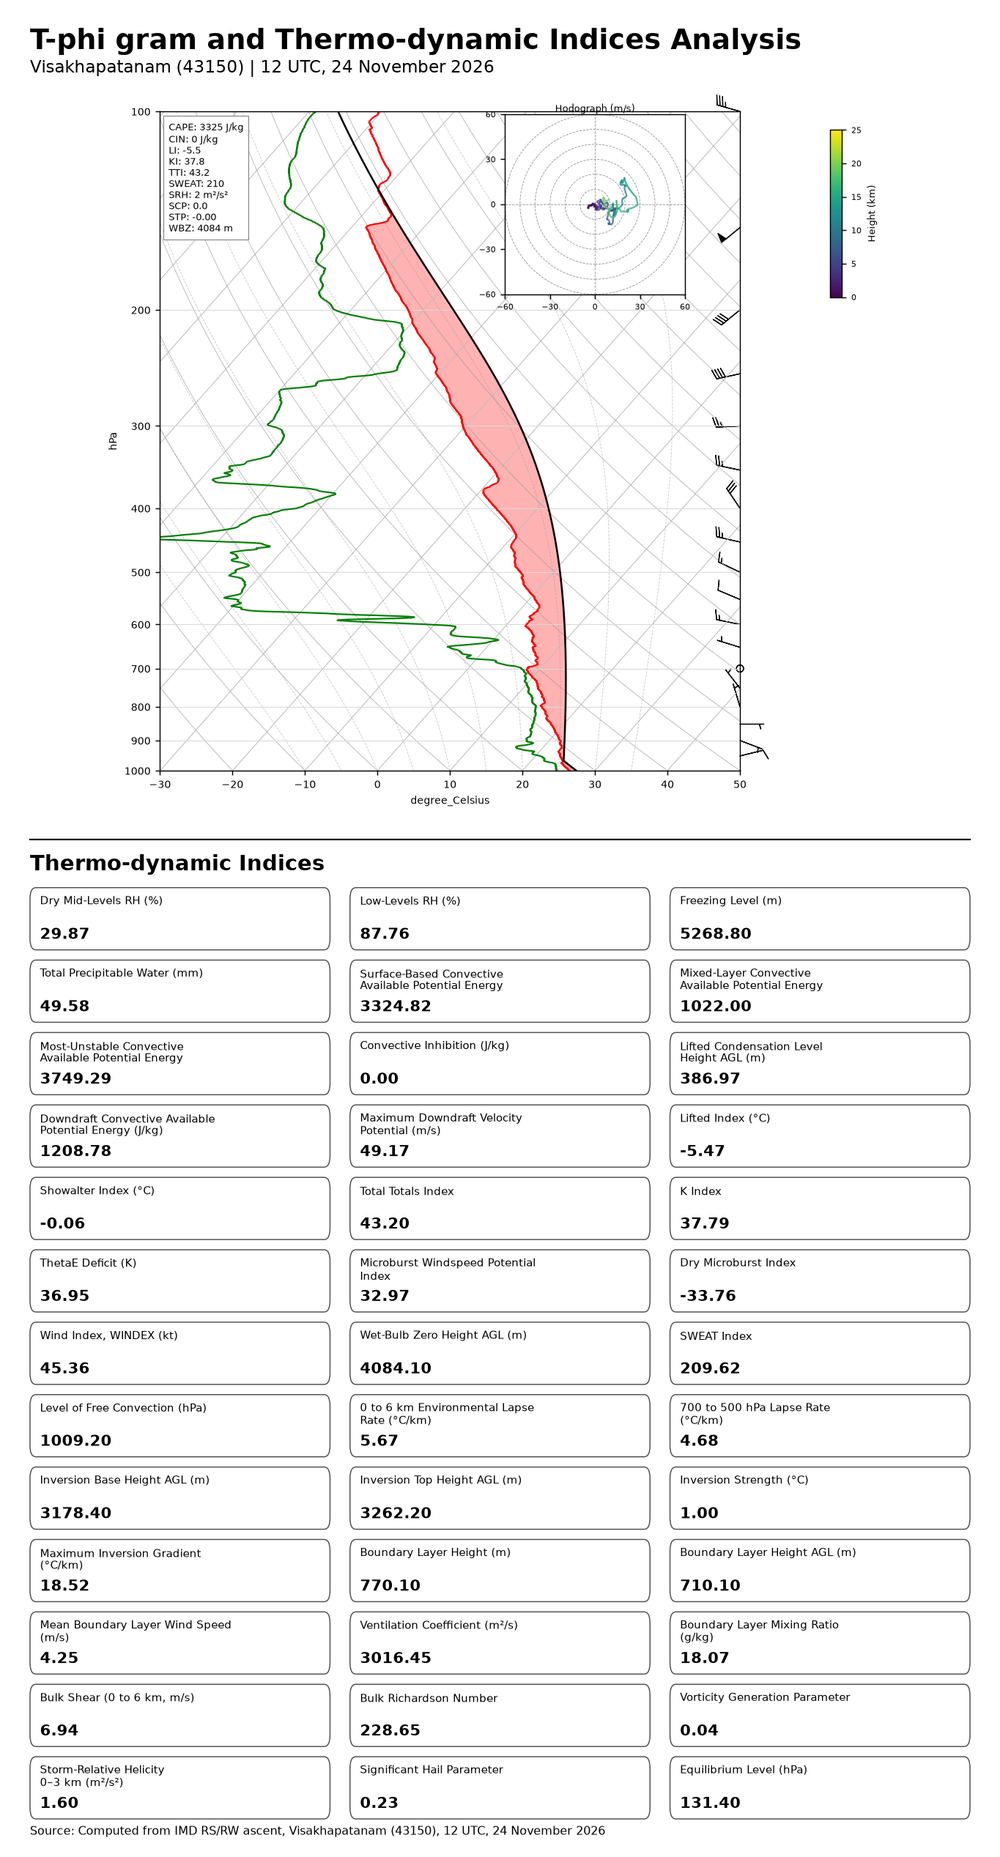 T-phi gram and Thermo-dynamic Indices Analysis
Visakhapatanam (43150) | 12 UTC, 24 November 2026
Hodograph (m/s)
CAPE: 3325 J/kg
CIN: 0 J/kg
LI: -5.5
KI: 37.8
TTI: 43.2
SWEAT: 210
SRH: 2 m²/s²
SCP: 0.0
STP: -0.00
WBZ: 4084 m
60
30
0
−30
−60
−60 −30 0 30 60
25
20
15
10
5
0
Height (km)
100
200
300
400
500
600
700
800
900
1000
hPa
−30 −20 −10 0 10 20 30 40 50
degree_Celsius
Thermo-dynamic Indices
Dry Mid-Levels RH (%)
29.87
Low-Levels RH (%)
87.76
Freezing Level (m)
5268.80
Total Precipitable Water (mm)
49.58
Surface-Based Convective
Available Potential Energy
3324.82
Mixed-Layer Convective
Available Potential Energy
1022.00
Most-Unstable Convective
Available Potential Energy
3749.29
Convective Inhibition (J/kg)
0.00
Lifted Condensation Level
Height AGL (m)
386.97
Downdraft Convective Available
Potential Energy (J/kg)
1208.78
Maximum Downdraft Velocity
Potential (m/s)
49.17
Lifted Index (°C)
-5.47
Showalter Index (°C)
-0.06
Total Totals Index
43.20
K Index
37.79
ThetaE Deficit (K)
36.95
Microburst Windspeed Potential
Index
32.97
Dry Microburst Index
-33.76
Wind Index, WINDEX (kt)
45.36
Wet-Bulb Zero Height AGL (m)
4084.10
SWEAT Index
209.62
Level of Free Convection (hPa)
1009.20
0 to 6 km Environmental Lapse
Rate (°C/km)
5.67
700 to 500 hPa Lapse Rate
(°C/km)
4.68
Inversion Base Height AGL (m)
3178.40
Inversion Top Height AGL (m)
3262.20
Inversion Strength (°C)
1.00
Maximum Inversion Gradient
(°C/km)
18.52
Boundary Layer Height (m)
770.10
Boundary Layer Height AGL (m)
710.10
Mean Boundary Layer Wind Speed
(m/s)
4.25
Ventilation Coefficient (m²/s)
3016.45
Boundary Layer Mixing Ratio
(g/kg)
18.07
Bulk Shear (0 to 6 km, m/s)
6.94
Bulk Richardson Number
228.65
Vorticity Generation Parameter
0.04
Storm-Relative Helicity
0–3 km (m²/s²)
1.60
Significant Hail Parameter
0.23
Equilibrium Level (hPa)
131.40
Source: Computed from IMD RS/RW ascent, Visakhapatanam (43150), 12 UTC, 24 November 2026